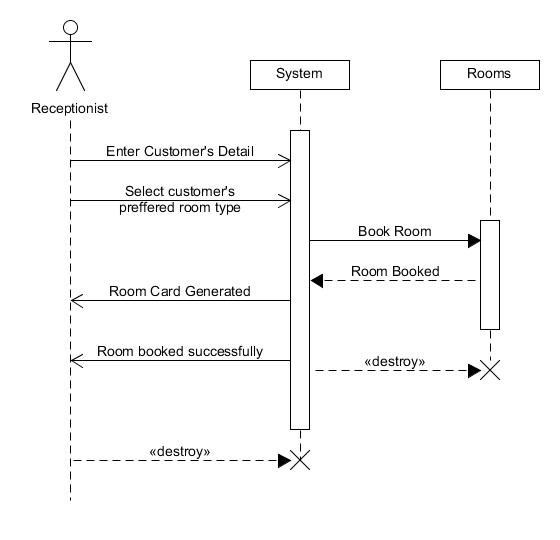 System
Rooms
Receptionist
Enter Customer's Detail
Select customer's
preffered room type
Book Room
Room Booked
Room Card Generated
Room booked successfully
«destroy»
«destroy»